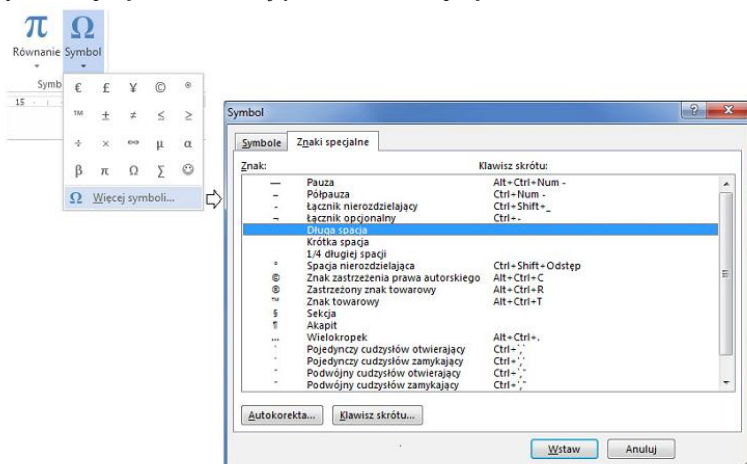 π Ω
Równanie Symbol
Symb
€ £ ¥ © ®
15
™ ± ≠ ≤ ≥
÷ × ∞ µ α
β π Ω ∑ ☺
Ω Więcej symboli...
Symbol
Symbole Znaki specjalne
Znak: Klawisz skrótu:
— Pauza Alt+Ctrl+Num -
– Półpauza Ctrl+Num -
- Łącznik nierozdzielający Ctrl+Shift+_
¬ Łącznik opcjonalny Ctrl+-
Długa spacja
Krótka spacja
1/4 długiej spacji
° Spacja nierozdzielająca Ctrl+Shift+Odstęp
© Znak zastrzeżenia prawa autorskiego Alt+Ctrl+C
® Zastrzeżony znak towarowy Alt+Ctrl+R
™ Znak towarowy Alt+Ctrl+T
§ Sekcja
¶ Akapit
... Wielokropek Alt+Ctrl+.
Pojedynczy cudzysłów otwierający
Pojedynczy cudzysłów zamykający
Podwójny cudzysłów otwierający
Podwójny cudzysłów zamykający
Autokorekta... Klawisz skrótu...
Wstaw Anuluj